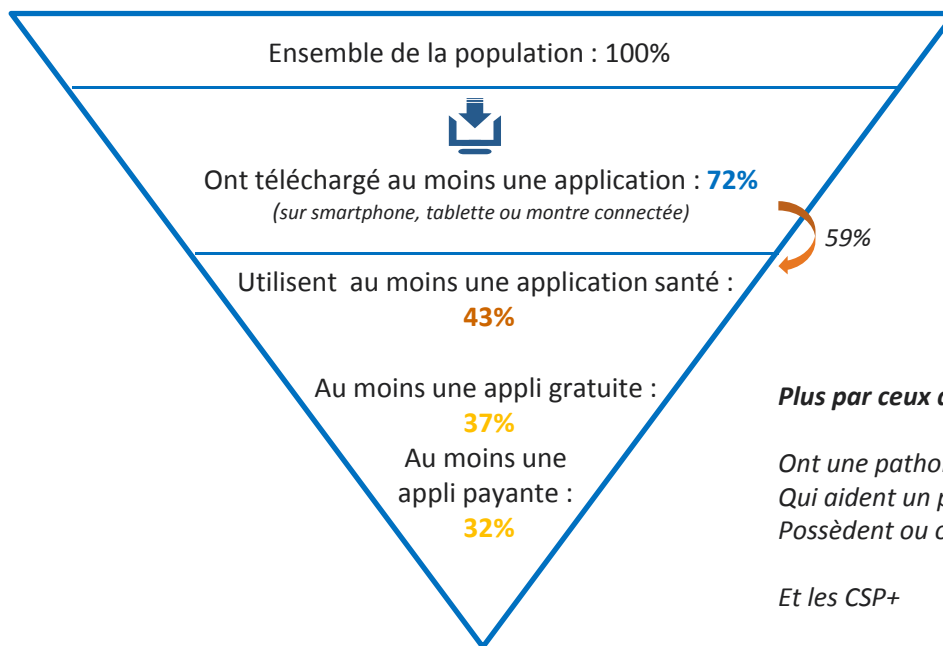 Ensemble de la population : 100%
Ont téléchargé au moins une application : 72%
(sur smartphone, tablette ou montre connectée)
59%
Utilisent au moins une application santé :
43%
Au moins une appli gratuite :
37%
Au moins une
appli payante :
32%
Plus par ceux
Ont une
Qui aident un
Possèdent ou
Et les CSP+